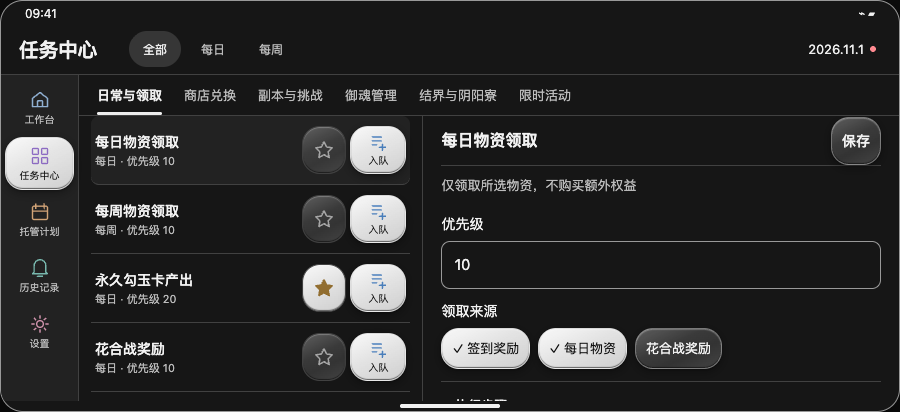 09:41
任务中心
全部
每日
每周
2026.11.1
工作台
任务中心
托管计划
历史记录
设置
日常与领取
商店兑换
副本与挑战
御魂管理
结界与阴阳寮
限时活动
每日物资领取
每日 · 优先级 10
入队
每周物资领取
每周 · 优先级 10
入队
永久勾玉卡产出
每日 · 优先级 20
入队
花合战奖励
每日 · 优先级 10
入队
每日物资领取
保存
仅领取所选物资，不购买额外权益
优先级
10
领取来源
✓ 签到奖励
✓ 每日物资
花合战奖励